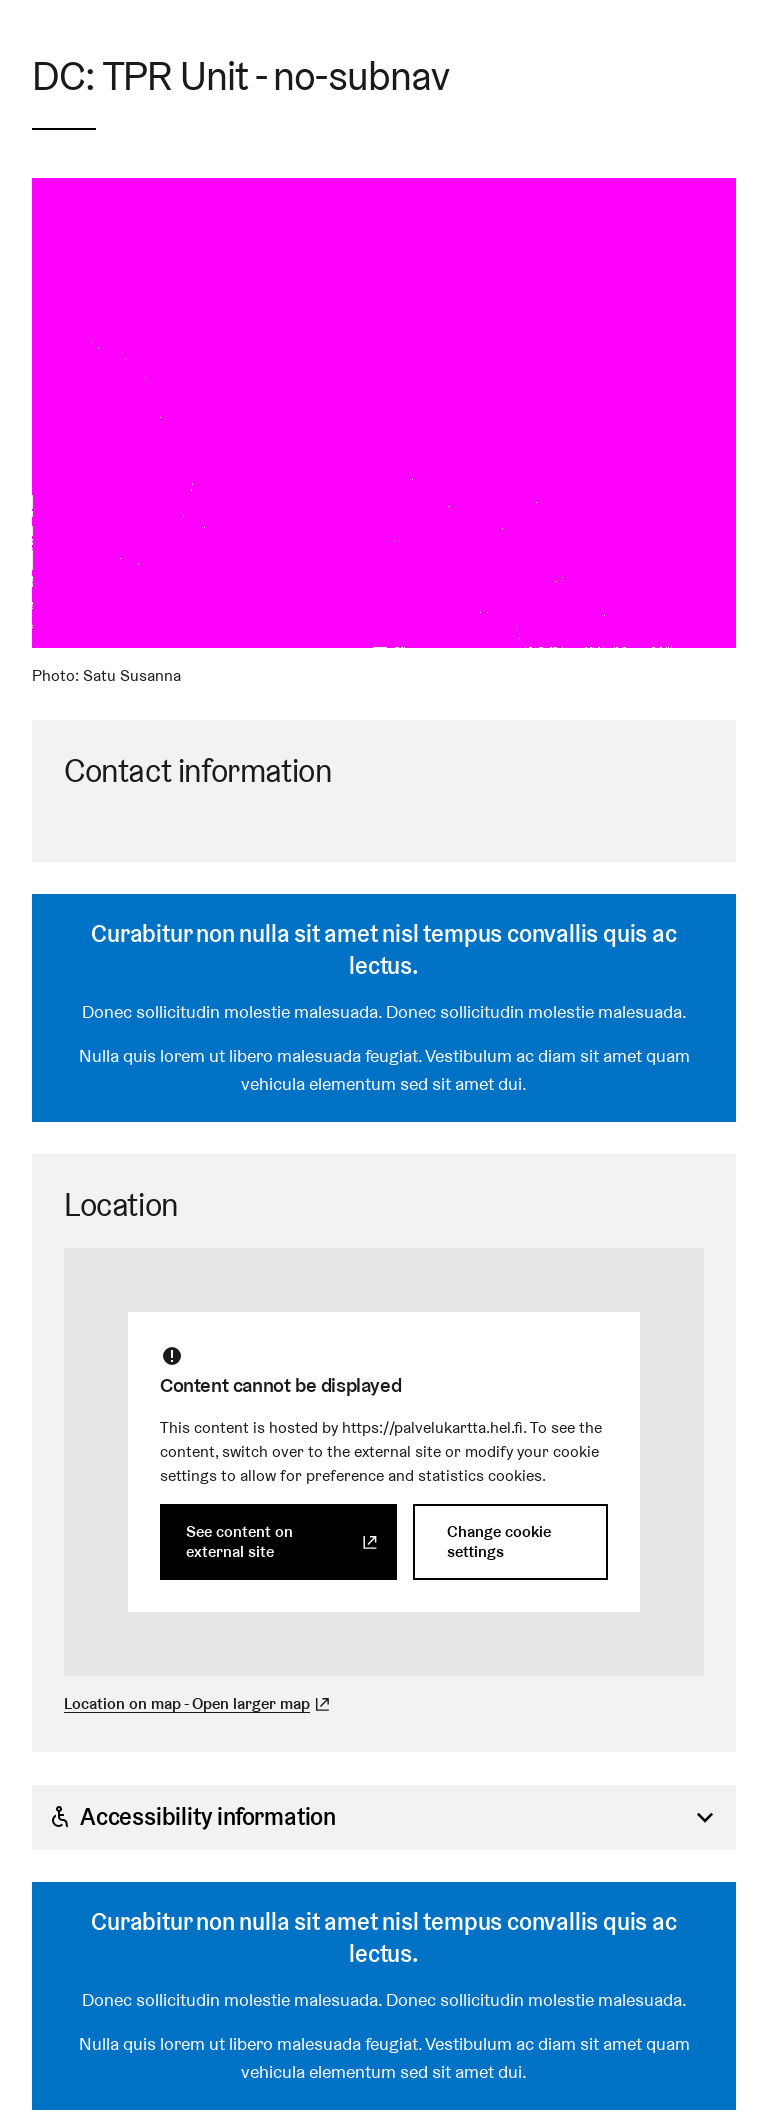 DC: TPR Unit - no-subnav
Photo: Satu Susanna
Contact information
Curabitur non nulla sit amet nisl tempus convallis quis ac
lectus.
Donec sollicitudin molestie malesuada. Donec sollicitudin molestie malesuada.
Nulla quis lorem ut libero malesuada feugiat. Vestibulum ac diam sit amet quam
vehicula elementum sed sit amet dui.
Location
Content cannot be displayed
This content is hosted by https://palvelukartta.hel.fi. To see the
content, switch over to the external site or modify your cookie
settings to allow for preference and statistics cookies.
See content on
external site
Change cookie
settings
Location on map - Open larger map
Accessibility information
Curabitur non nulla sit amet nisl tempus convallis quis ac
lectus.
Donec sollicitudin molestie malesuada. Donec sollicitudin molestie malesuada.
Nulla quis lorem ut libero malesuada feugiat. Vestibulum ac diam sit amet quam
vehicula elementum sed sit amet dui.